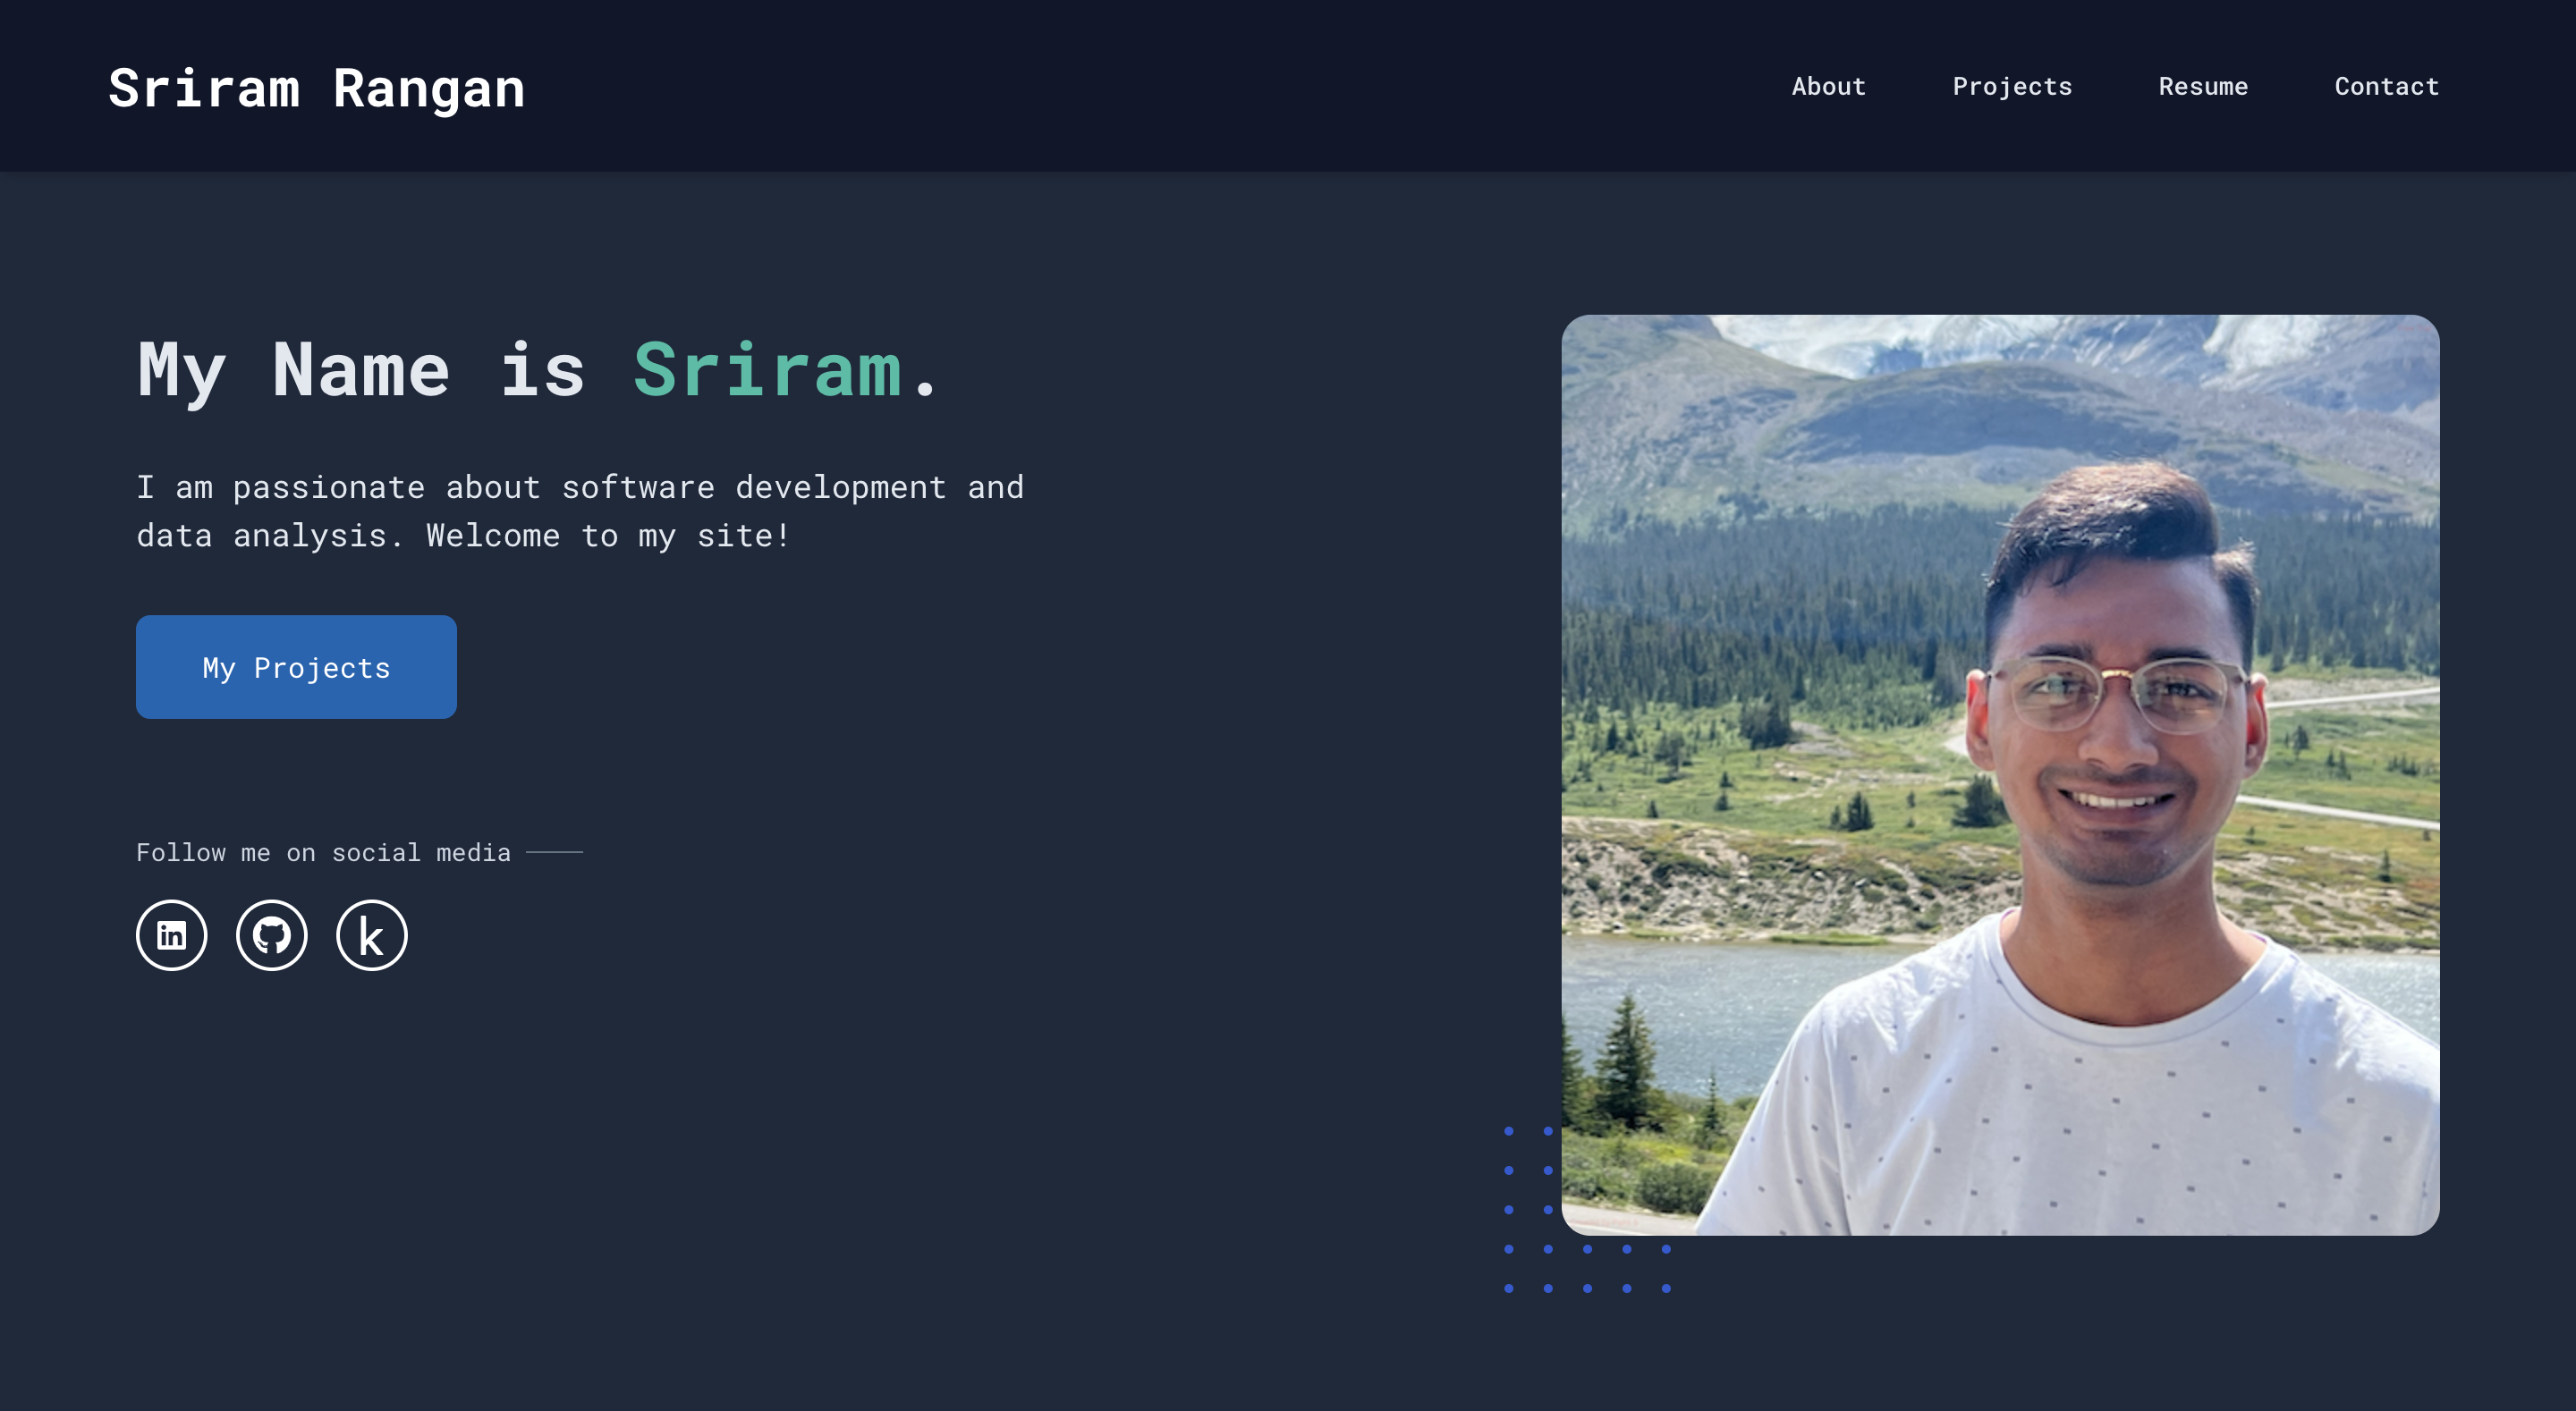 Sriram Rangan
About Projects Resume Contact
My Name is Sriram.
I am passionate about software development and
data analysis. Welcome to my site!
My Projects
Follow me on social media
in
k